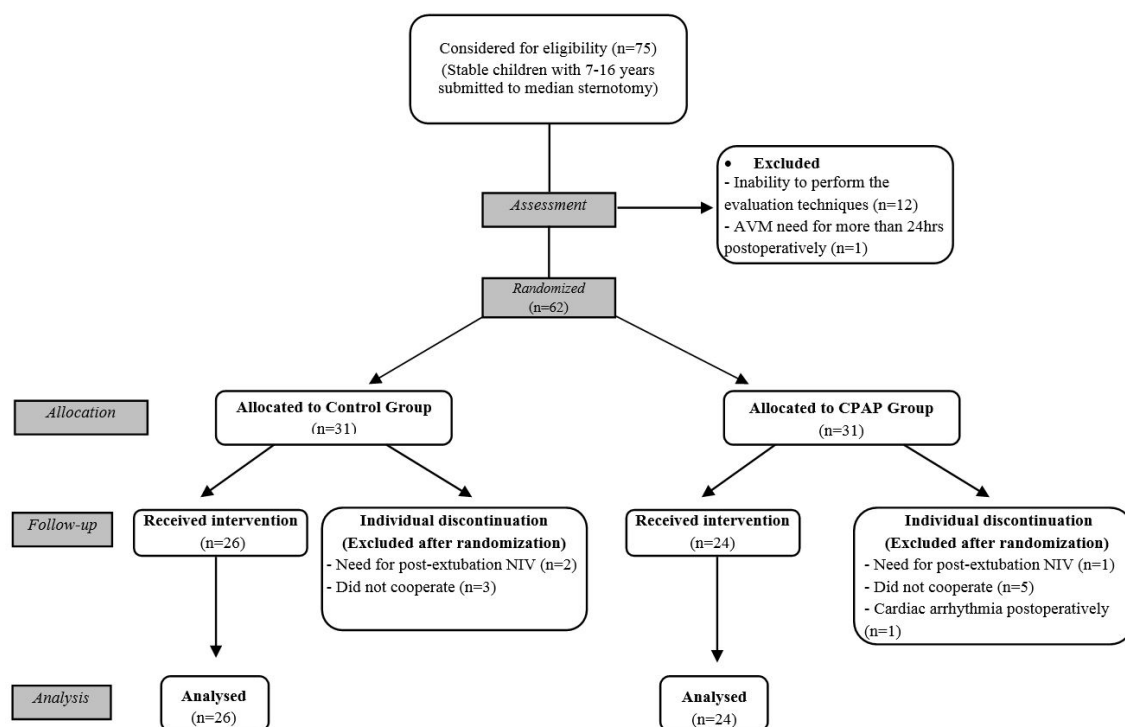 Considered for eligibility (n=75)
(Stable children with 7-16 years
submitted to median sternotomy)
• Excluded
- Inability to perform the
evaluation techniques (n=12)
- AVM need for more than 24hrs
postoperatively (n=1)
Assessment
Randomized
(n=62)
Allocation
Allocated to Control Group
(n=31)
Allocated to CPAP Group
(n=31)
Follow-up
Received intervention
(n=26)
Individual discontinuation
(Excluded after randomization)
- Need for post-extubation NIV (n=2)
- Did not cooperate (n=3)
Received intervention
(n=24)
Individual discontinuation
(Excluded after randomization)
- Need for post-extubation NIV (n=1)
- Did not cooperate (n=5)
- Cardiac arrhythmia postoperatively
(n=1)
Analysis
Analysed
(n=26)
Analysed
(n=24)